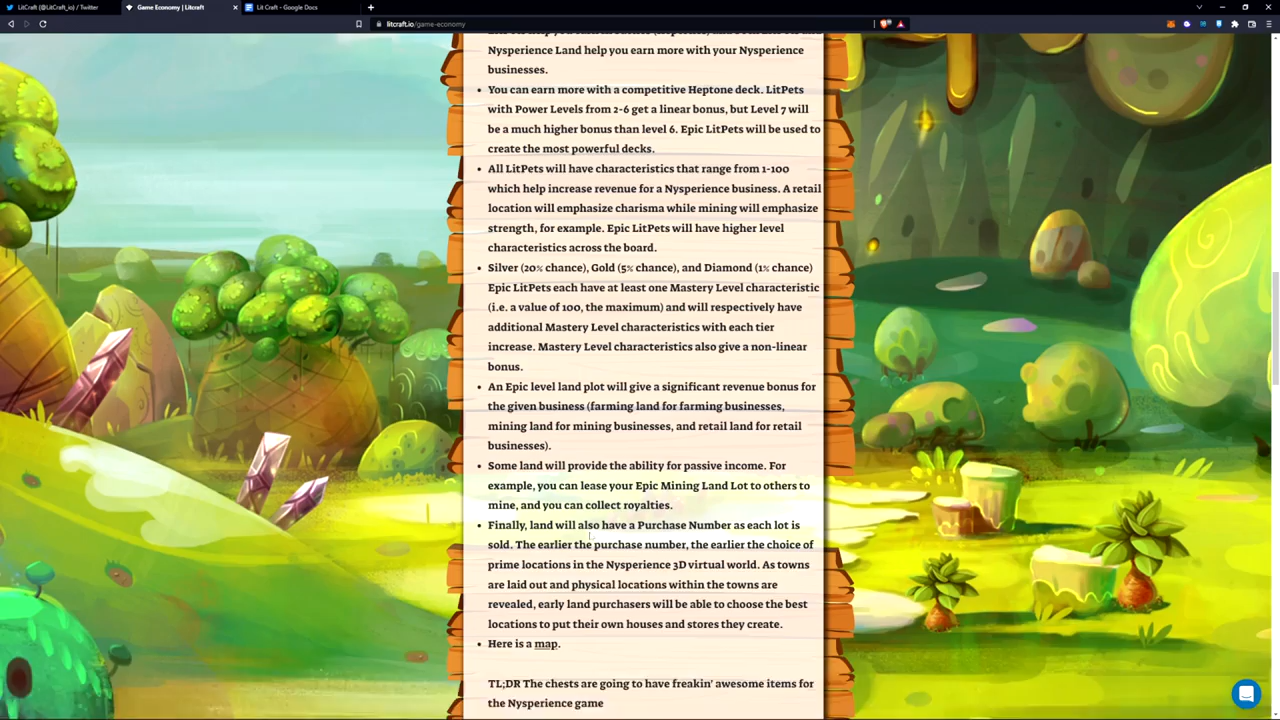 LitCraft (@LitCraft_io) / Twitter
Game Economy | Litcraft
Lit Craft - Google Docs
litcraft.io/game-economy
Nysperience Land help you earn more with your Nysperience
businesses.
You can earn more with a competitive Heptone deck. LitPets
with Power Levels from 2-6 get a linear bonus, but Level 7 will
be a much higher bonus than level 6. Epic LitPets will be used to
create the most powerful decks.
All LitPets will have characteristics that range from 1-100
which help increase revenue for a Nysperience business. A retail
location will emphasize charisma while mining will emphasize
strength, for example. Epic LitPets will have higher level
characteristics across the board.
Silver (20% chance), Gold (5% chance), and Diamond (1% chance)
Epic LitPets each have at least one Mastery Level characteristic
(i.e. a value of 100, the maximum) and will respectively have
additional Mastery Level characteristics with each tier
increase. Mastery Level characteristics also give a non-linear
bonus.
An Epic level land plot will give a significant revenue bonus for
the given business (farming land for farming businesses,
mining land for mining businesses, and retail land for retail
businesses).
Some land will provide the ability for passive income. For
example, you can lease your Epic Mining Land Lot to others to
mine, and you can collect royalties.
Finally, land will also have a Purchase Number as each lot is
sold. The earlier the purchase number, the earlier the choice of
prime locations in the Nysperience 3D virtual world. As towns
are laid out and physical locations within the towns are
revealed, early land purchasers will be able to choose the best
locations to put their own houses and stores they create.
Here is a map.
TL;DR The chests are going to have freakin' awesome items for
the Nysperience game